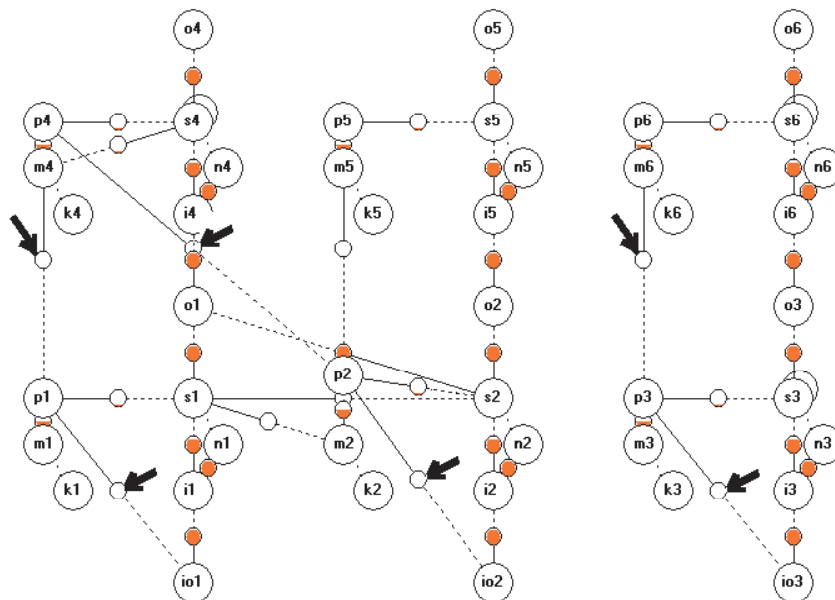 o4 o5 o6
p4 s4 p5 s5 p6 s6
m4 n4 m5 n5 m6 n6
k4 i4 k5 i5 k6 i6
o1 o2 o3
p2
p1 s1 s2 p3 s3
m1 n1 m2 n2 m3 n3
k1 i1 k2 i2 k3 i3
io1 io2 io3